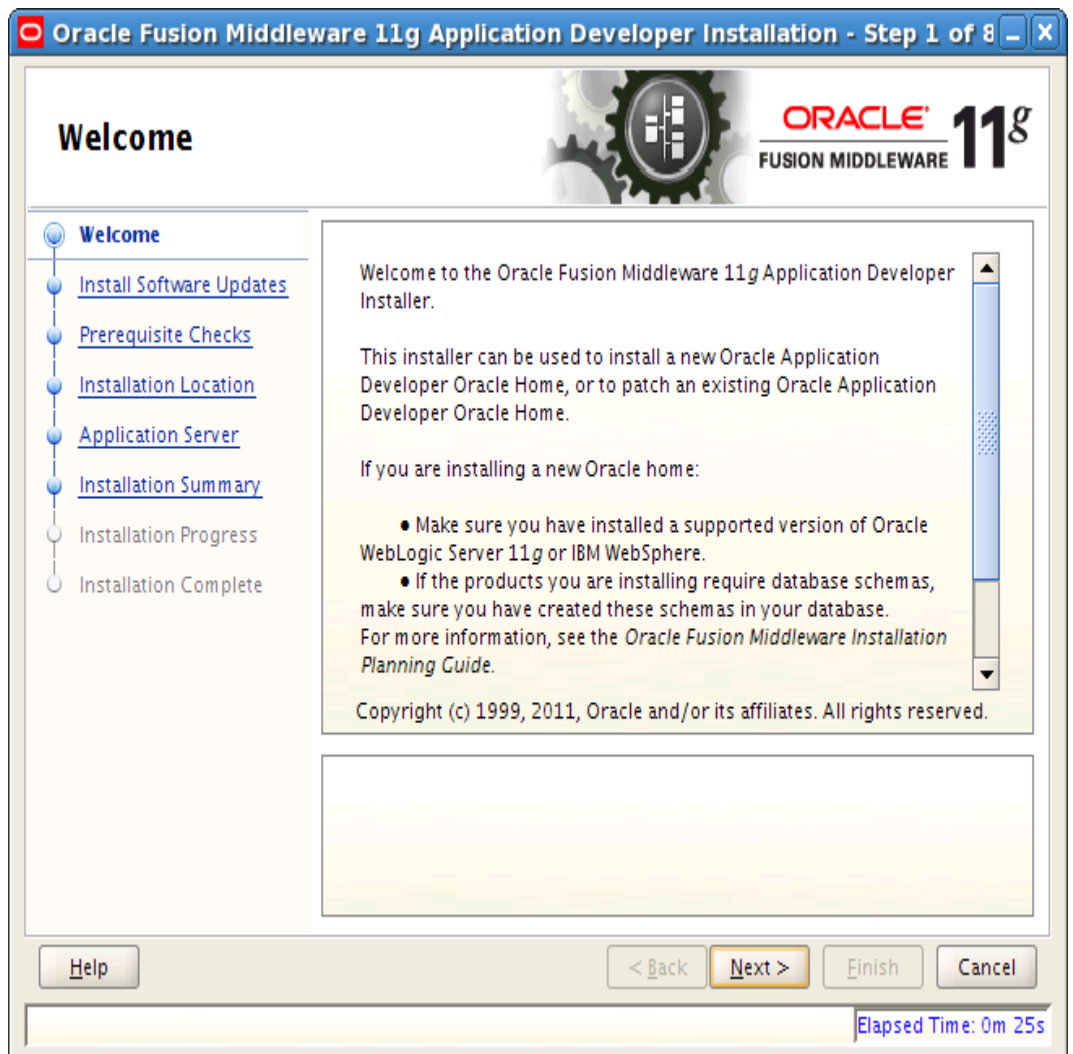 Oracle Fusion Middleware 11g Application Developer Installation - Step 1 of 8
Welcome
ORACLE
FUSION MIDDLEWARE
11g
Welcome
Install Software Updates
Prerequisite Checks
Installation Location
Application Server
Installation Summary
Installation Progress
Installation Complete
Welcome to the Oracle Fusion Middleware 11g Application Developer
Installer.
This installer can be used to install a new Oracle Application
Developer Oracle Home, or to patch an existing Oracle Application
Developer Oracle Home.
If you are installing a new Oracle home:
● Make sure you have installed a supported version of Oracle
WebLogic Server 11g or IBM WebSphere.
● If the products you are installing require database schemas,
make sure you have created these schemas in your database.
For more information, see the Oracle Fusion Middleware Installation
Planning Guide.
Copyright (c) 1999, 2011, Oracle and/or its affiliates. All rights reserved.
Help
< Back
Next >
Finish
Cancel
Elapsed Time: 0m 25s